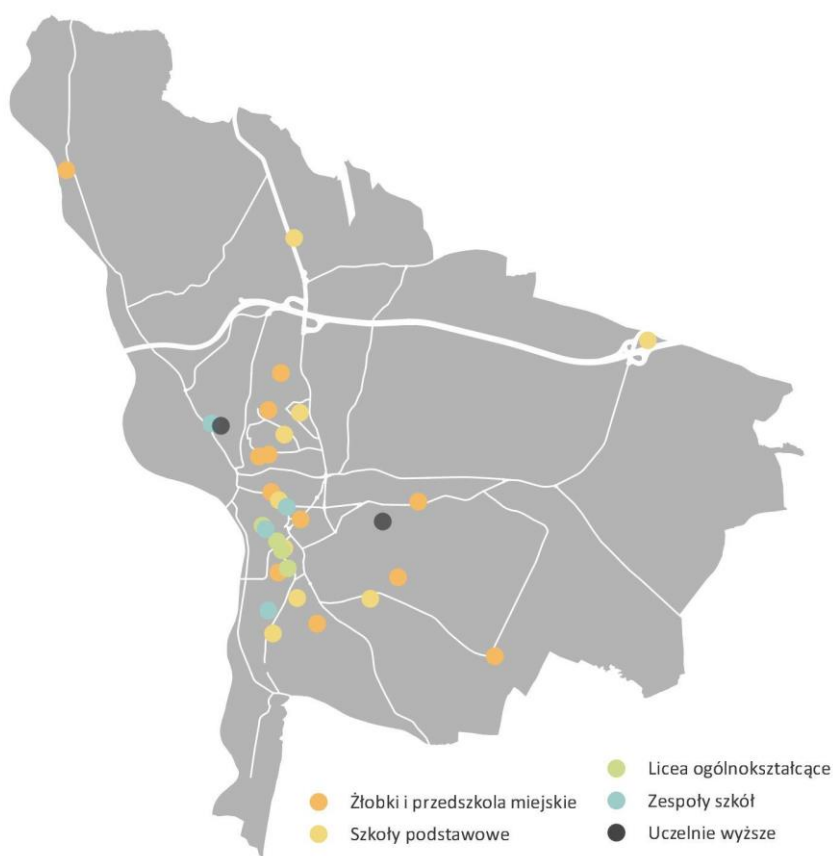 Żłobki i przedszkola miejskie
Szkoły podstawowe
Licea ogólnokształcące
Zespoły szkół
Uczelnie wyższe